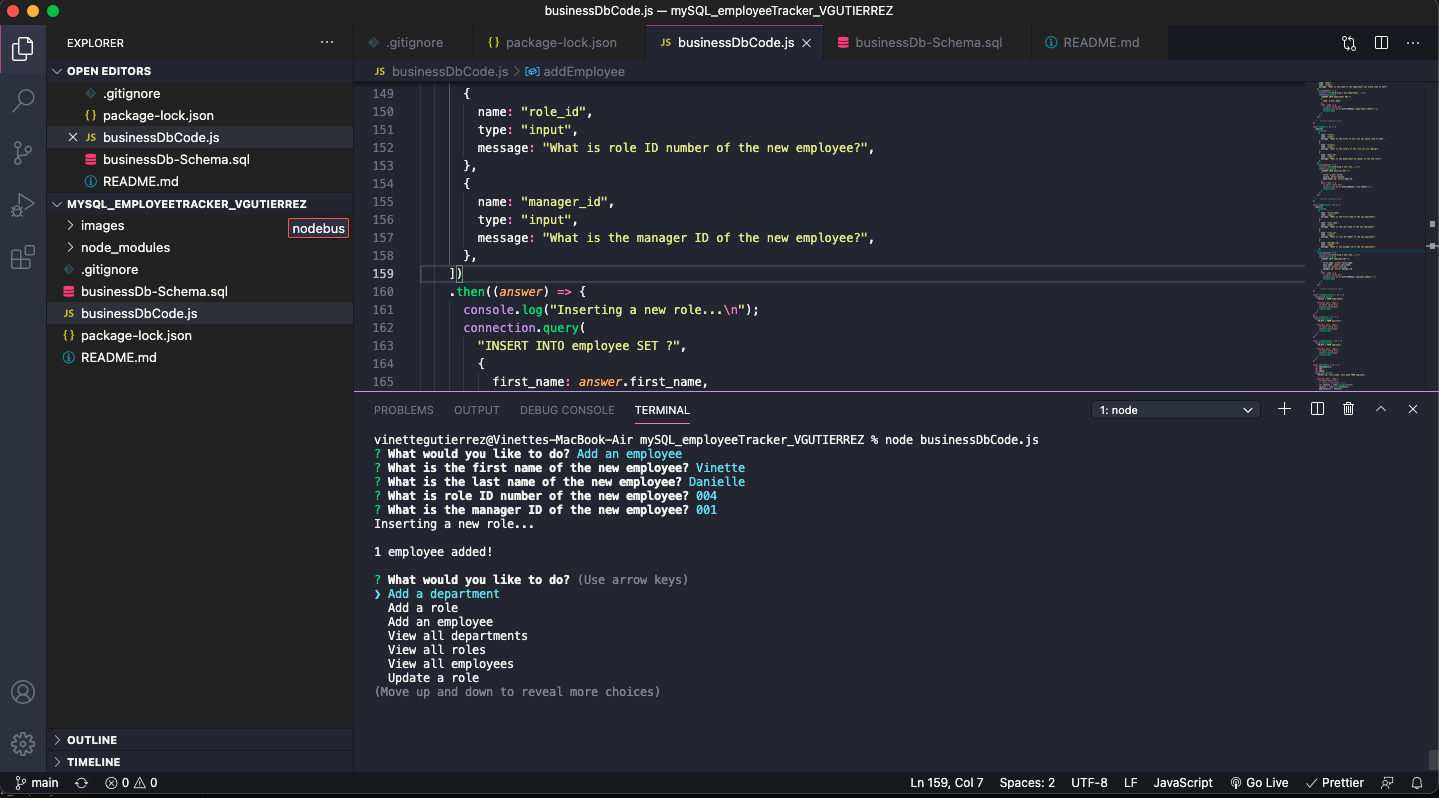 businessDbCode.js — mySQL_employeeTracker_VGUTIERREZ
EXPLORER
OPEN EDITORS
.gitignore
{} package-lock.json
JS businessDbCode.js
businessDb-Schema.sql
README.md
MYSQL_EMPLOYEETRACKER_VGUTIERREZ
images
nodebus
node_modules
.gitignore
businessDb-Schema.sql
JS businessDbCode.js
{} package-lock.json
README.md
OUTLINE
TIMELINE
.gitignore
{} package-lock.json
JS businessDbCode.js
businessDb-Schema.sql
README.md
JS businessDbCode.js > addEmployee
149 {
150 name: "role_id",
151 type: "input",
152 message: "What is role ID number of the new employee?",
153 },
154 {
155 name: "manager_id",
156 type: "input",
157 message: "What is the manager ID of the new employee?",
158 },
159 ])
160 .then((answer) => {
161 console.log("Inserting a new role...\n");
162 connection.query(
163 "INSERT INTO employee SET ?",
164 {
165 first_name: answer.first_name,
PROBLEMS OUTPUT DEBUG CONSOLE TERMINAL
1: node
vinettegutierrez@Vinettes-MacBook-Air mySQL_employeeTracker_VGUTIERREZ % node businessDbCode.js
? What would you like to do? Add an employee
? What is the first name of the new employee? Vinette
? What is the last name of the new employee? Danielle
? What is role ID number of the new employee? 004
? What is the manager ID of the new employee? 001
Inserting a new role...
1 employee added!
? What would you like to do? (Use arrow keys)
❯ Add a department
Add a role
Add an employee
View all departments
View all roles
View all employees
Update a role
(Move up and down to reveal more choices)
main 0 0
Ln 159, Col 7 Spaces: 2 UTF-8 LF JavaScript Go Live Prettier